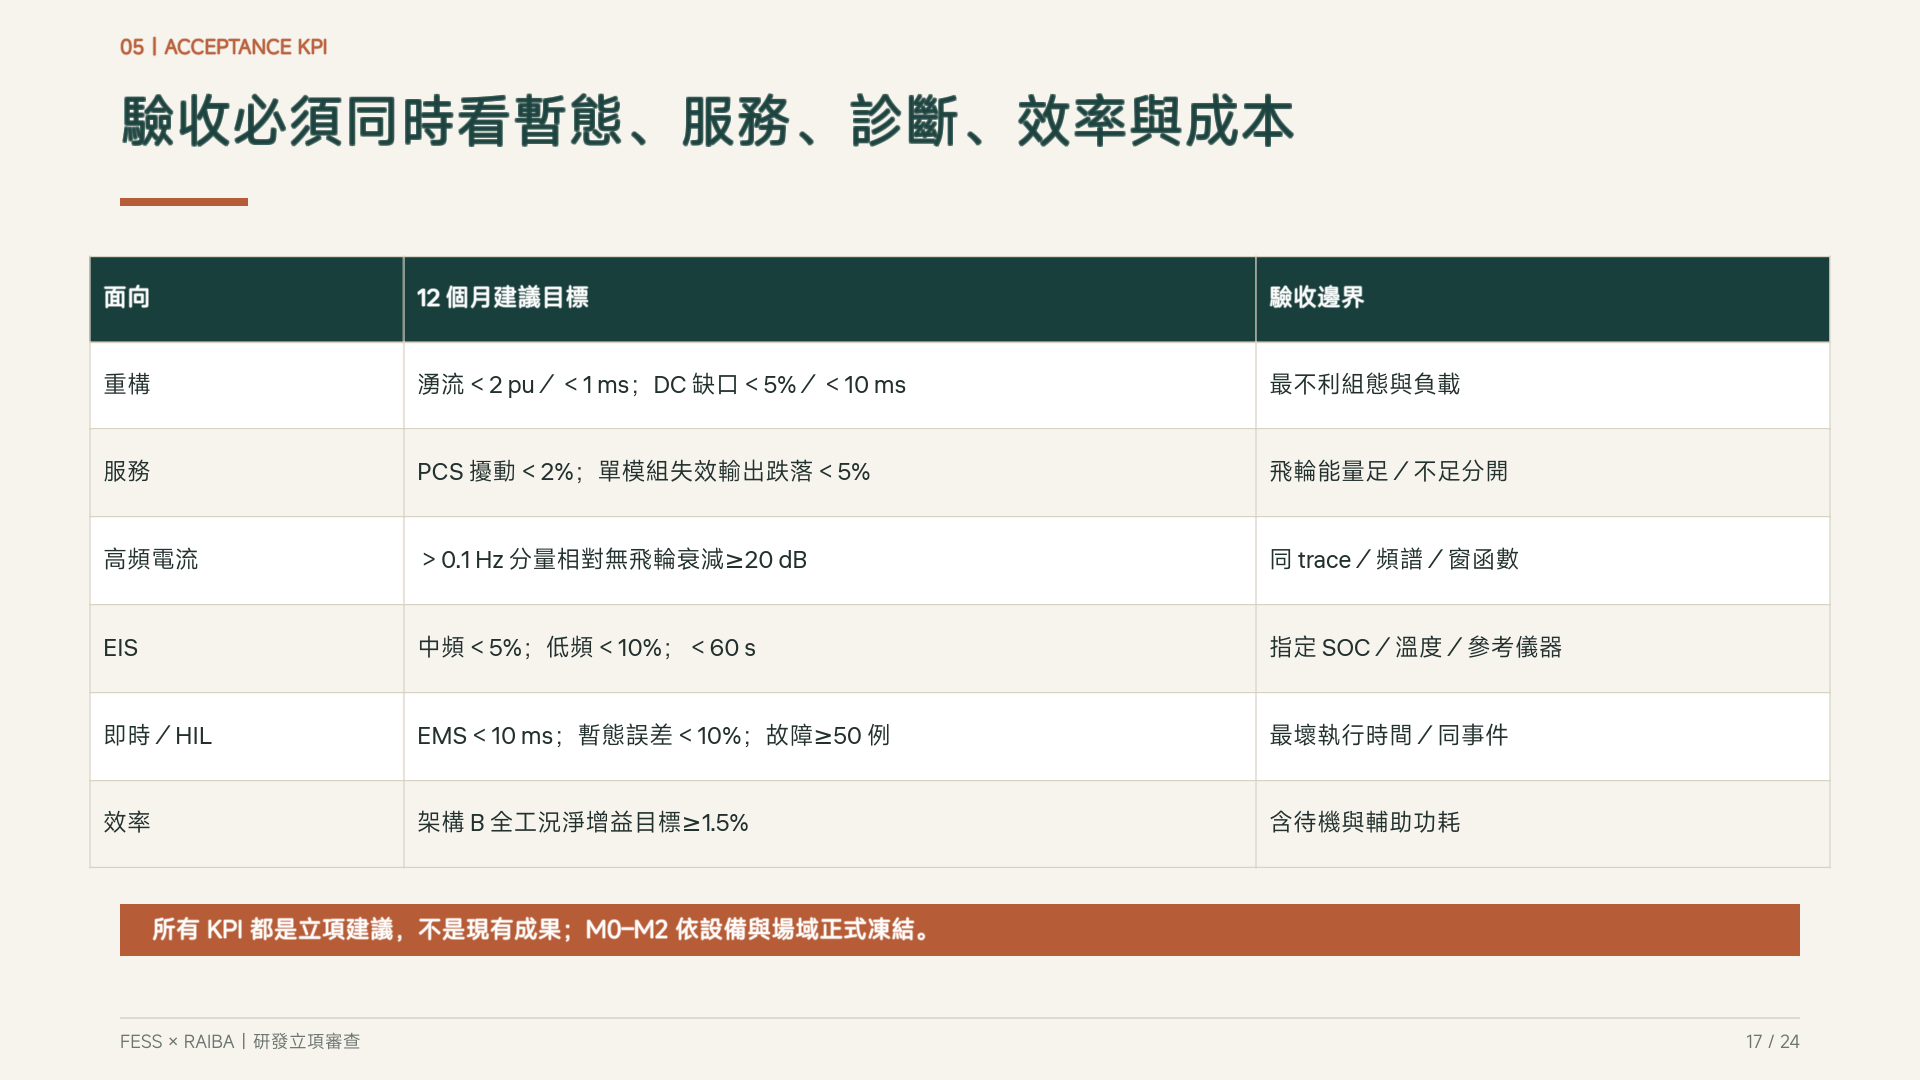 05｜ACCEPTANCE KPI
驗收必須同時看暫態、服務、診斷、效率與成本
面向
12 個月建議目標
驗收邊界
重構
湧流＜2 pu／＜1 ms；DC 缺口＜5%／＜10 ms
最不利組態與負載
服務
PCS 擾動＜2%；單模組失效輸出跌落＜5%
飛輪能量足／不足分開
高頻電流
＞0.1 Hz 分量相對無飛輪衰減≥20 dB
同 trace／頻譜／窗函數
EIS
中頻＜5%；低頻＜10%；＜60 s
指定 SOC／溫度／參考儀器
即時／HIL
EMS＜10 ms；暫態誤差＜10%；故障≥50 例
最壞執行時間／同事件
效率
架構 B 全工況淨增益目標≥1.5%
含待機與輔助功耗
所有 KPI 都是立項建議，不是現有成果；M0–M2 依設備與場域正式凍結。
FESS × RAIBA｜研發立項審查
17 / 24